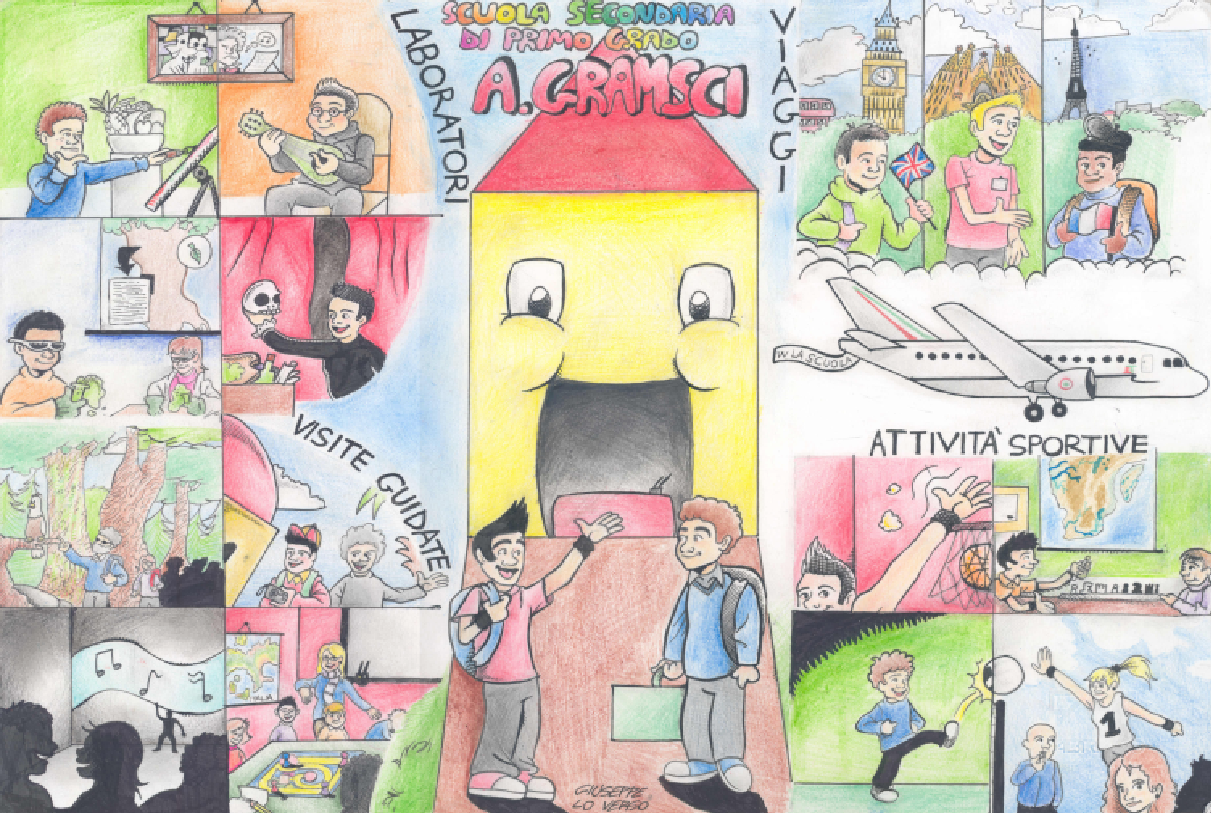 SCUOLA SECONDARIA
DI PRIMO GRADO
A. GRAMSCI
LABORATORI
VIAGGI
W LA SCUOLA
VISITE GUIDATE
ATTIVITÀ SPORTIVE
1
GIUSEPPE
LO VERSO